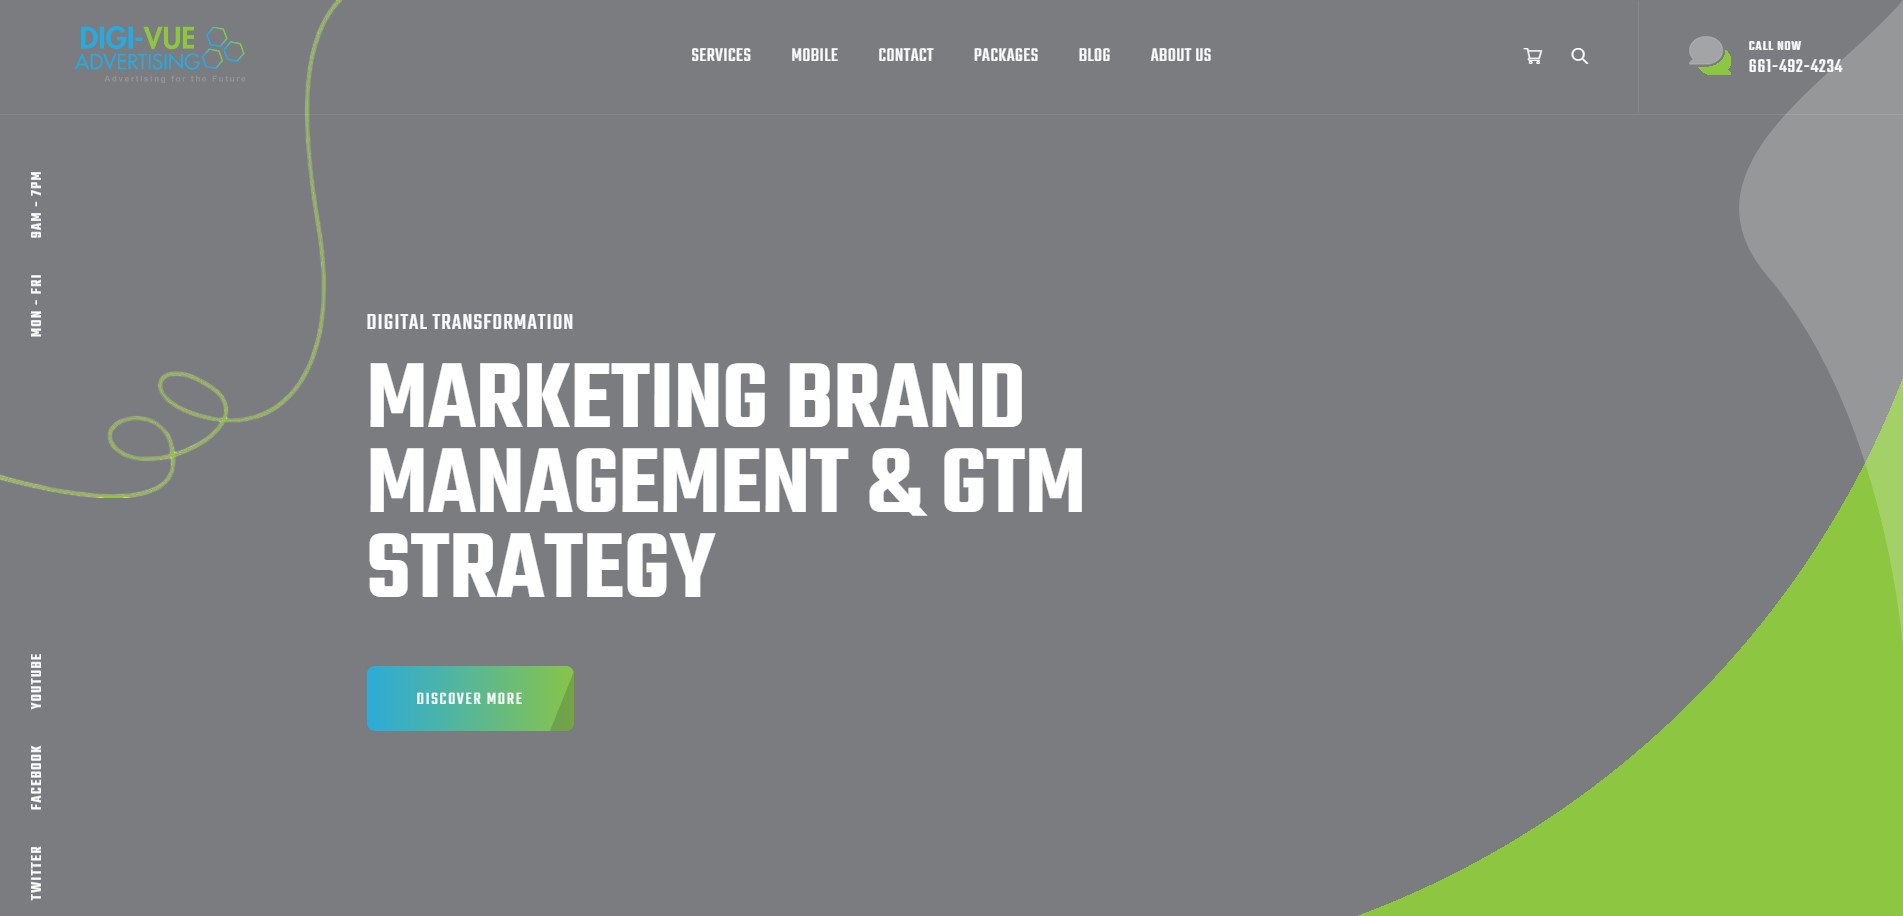 DIGI-VUE
ADVERTISING
Advertising for the Future
SERVICES
MOBILE
CONTACT
PACKAGES
BLOG
ABOUT US
CALL NOW
661-492-4234
MON - FRI
9AM - 7PM
DIGITAL TRANSFORMATION
MARKETING BRAND
MANAGEMENT & GTM
STRATEGY
DISCOVER MORE
TWITTER
FACEBOOK
YOUTUBE